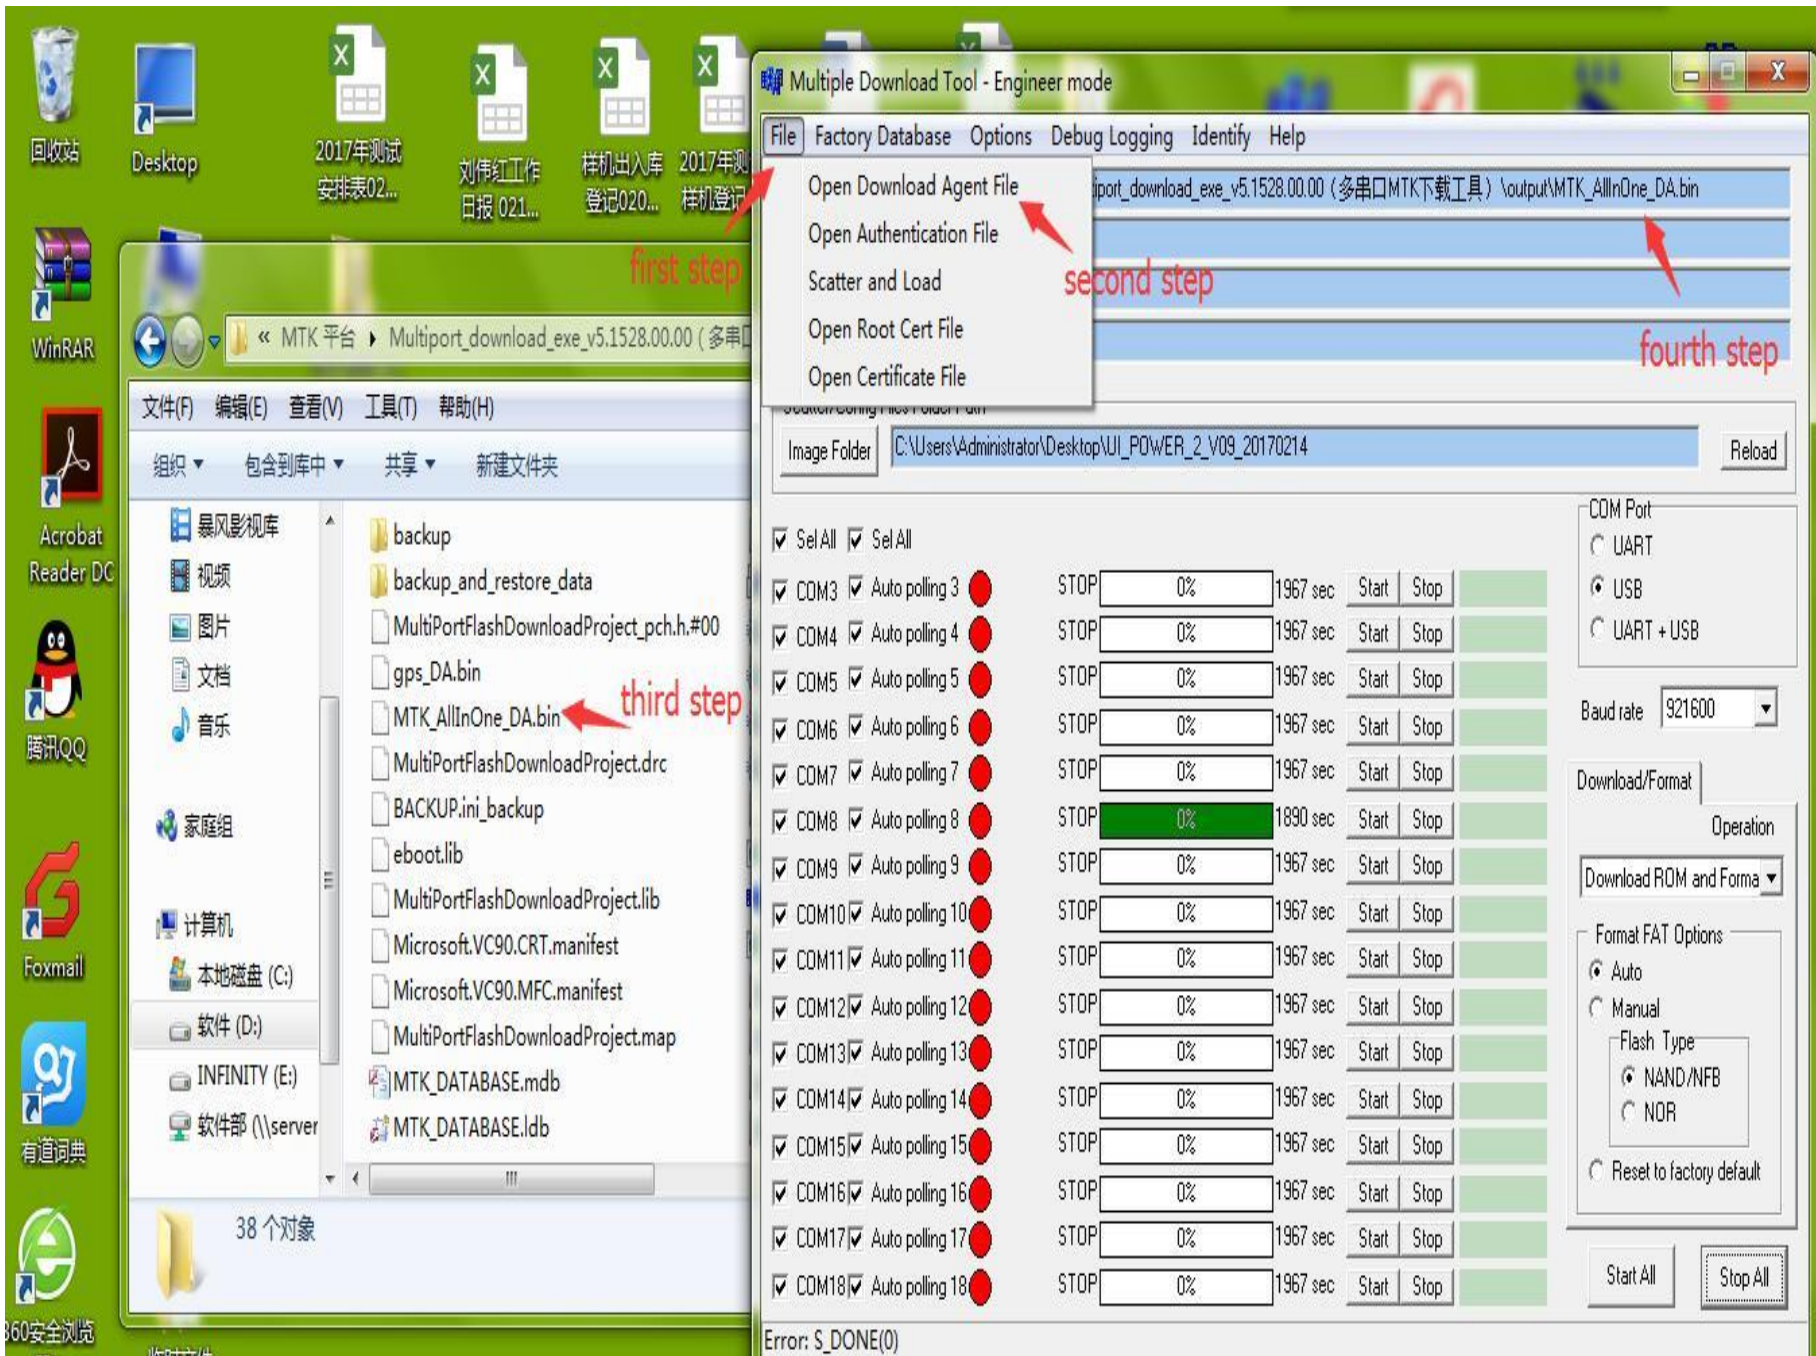 回收站
Desktop
2017年测试
安排表02...
刘伟红工作
日报 021...
样机出入库
登记020...
2017年测
样机登记
WinRAR
Acrobat
Reader DC
腾讯QQ
Foxmail
有道词典
360安全浏览
first step
« MTK 平台 ▸ Multiport_download_exe_v5.1528.00.00 ( 多串口
文件(F) 编辑(E) 查看(V) 工具(T) 帮助(H)
组织 ▼ 包含到库中 ▼ 共享 ▼ 新建文件夹
暴风影视库
视频
图片
文档
音乐
家庭组
计算机
本地磁盘 (C:)
软件 (D:)
INFINITY (E:)
软件部 (\\server
backup
backup_and_restore_data
MultiPortFlashDownloadProject_pch.h.#00
gps_DA.bin
MTK_AllInOne_DA.bin
third step
MultiPortFlashDownloadProject.drc
BACKUP.ini_backup
eboot.lib
MultiPortFlashDownloadProject.lib
Microsoft.VC90.CRT.manifest
Microsoft.VC90.MFC.manifest
MultiPortFlashDownloadProject.map
MTK_DATABASE.mdb
MTK_DATABASE.ldb
38 个对象
Multiple Download Tool - Engineer mode
File Factory Database Options Debug Logging Identify Help
Open Download Agent File
Open Authentication File
Scatter and Load
Open Root Cert File
Open Certificate File
port_download_exe_v5.1528.00.00 (多串口MTK下载工具) \output\MTK_AllInOne_DA.bin
second step
fourth step
Image Folder C:\Users\Administrator\Desktop\UI_POWER_2_V09_20170214 Reload
Sel All Sel All
COM3 Auto polling 3 STOP 0% 1967 sec Start Stop
COM4 Auto polling 4 STOP 0% 1967 sec Start Stop
COM5 Auto polling 5 STOP 0% 1967 sec Start Stop
COM6 Auto polling 6 STOP 0% 1967 sec Start Stop
COM7 Auto polling 7 STOP 0% 1967 sec Start Stop
COM8 Auto polling 8 STOP 0% 1890 sec Start Stop
COM9 Auto polling 9 STOP 0% 1967 sec Start Stop
COM10 Auto polling 10 STOP 0% 1967 sec Start Stop
COM11 Auto polling 11 STOP 0% 1967 sec Start Stop
COM12 Auto polling 12 STOP 0% 1967 sec Start Stop
COM13 Auto polling 13 STOP 0% 1967 sec Start Stop
COM14 Auto polling 14 STOP 0% 1967 sec Start Stop
COM15 Auto polling 15 STOP 0% 1967 sec Start Stop
COM16 Auto polling 16 STOP 0% 1967 sec Start Stop
COM17 Auto polling 17 STOP 0% 1967 sec Start Stop
COM18 Auto polling 18 STOP 0% 1967 sec Start Stop
COM Port
UART
USB
UART + USB
Baud rate 921600
Download/Format
Operation
Download ROM and Forma
Format FAT Options
Auto
Manual
Flash Type
NAND/NFB
NOR
Reset to factory default
Start All Stop All
Error: S_DONE(0)